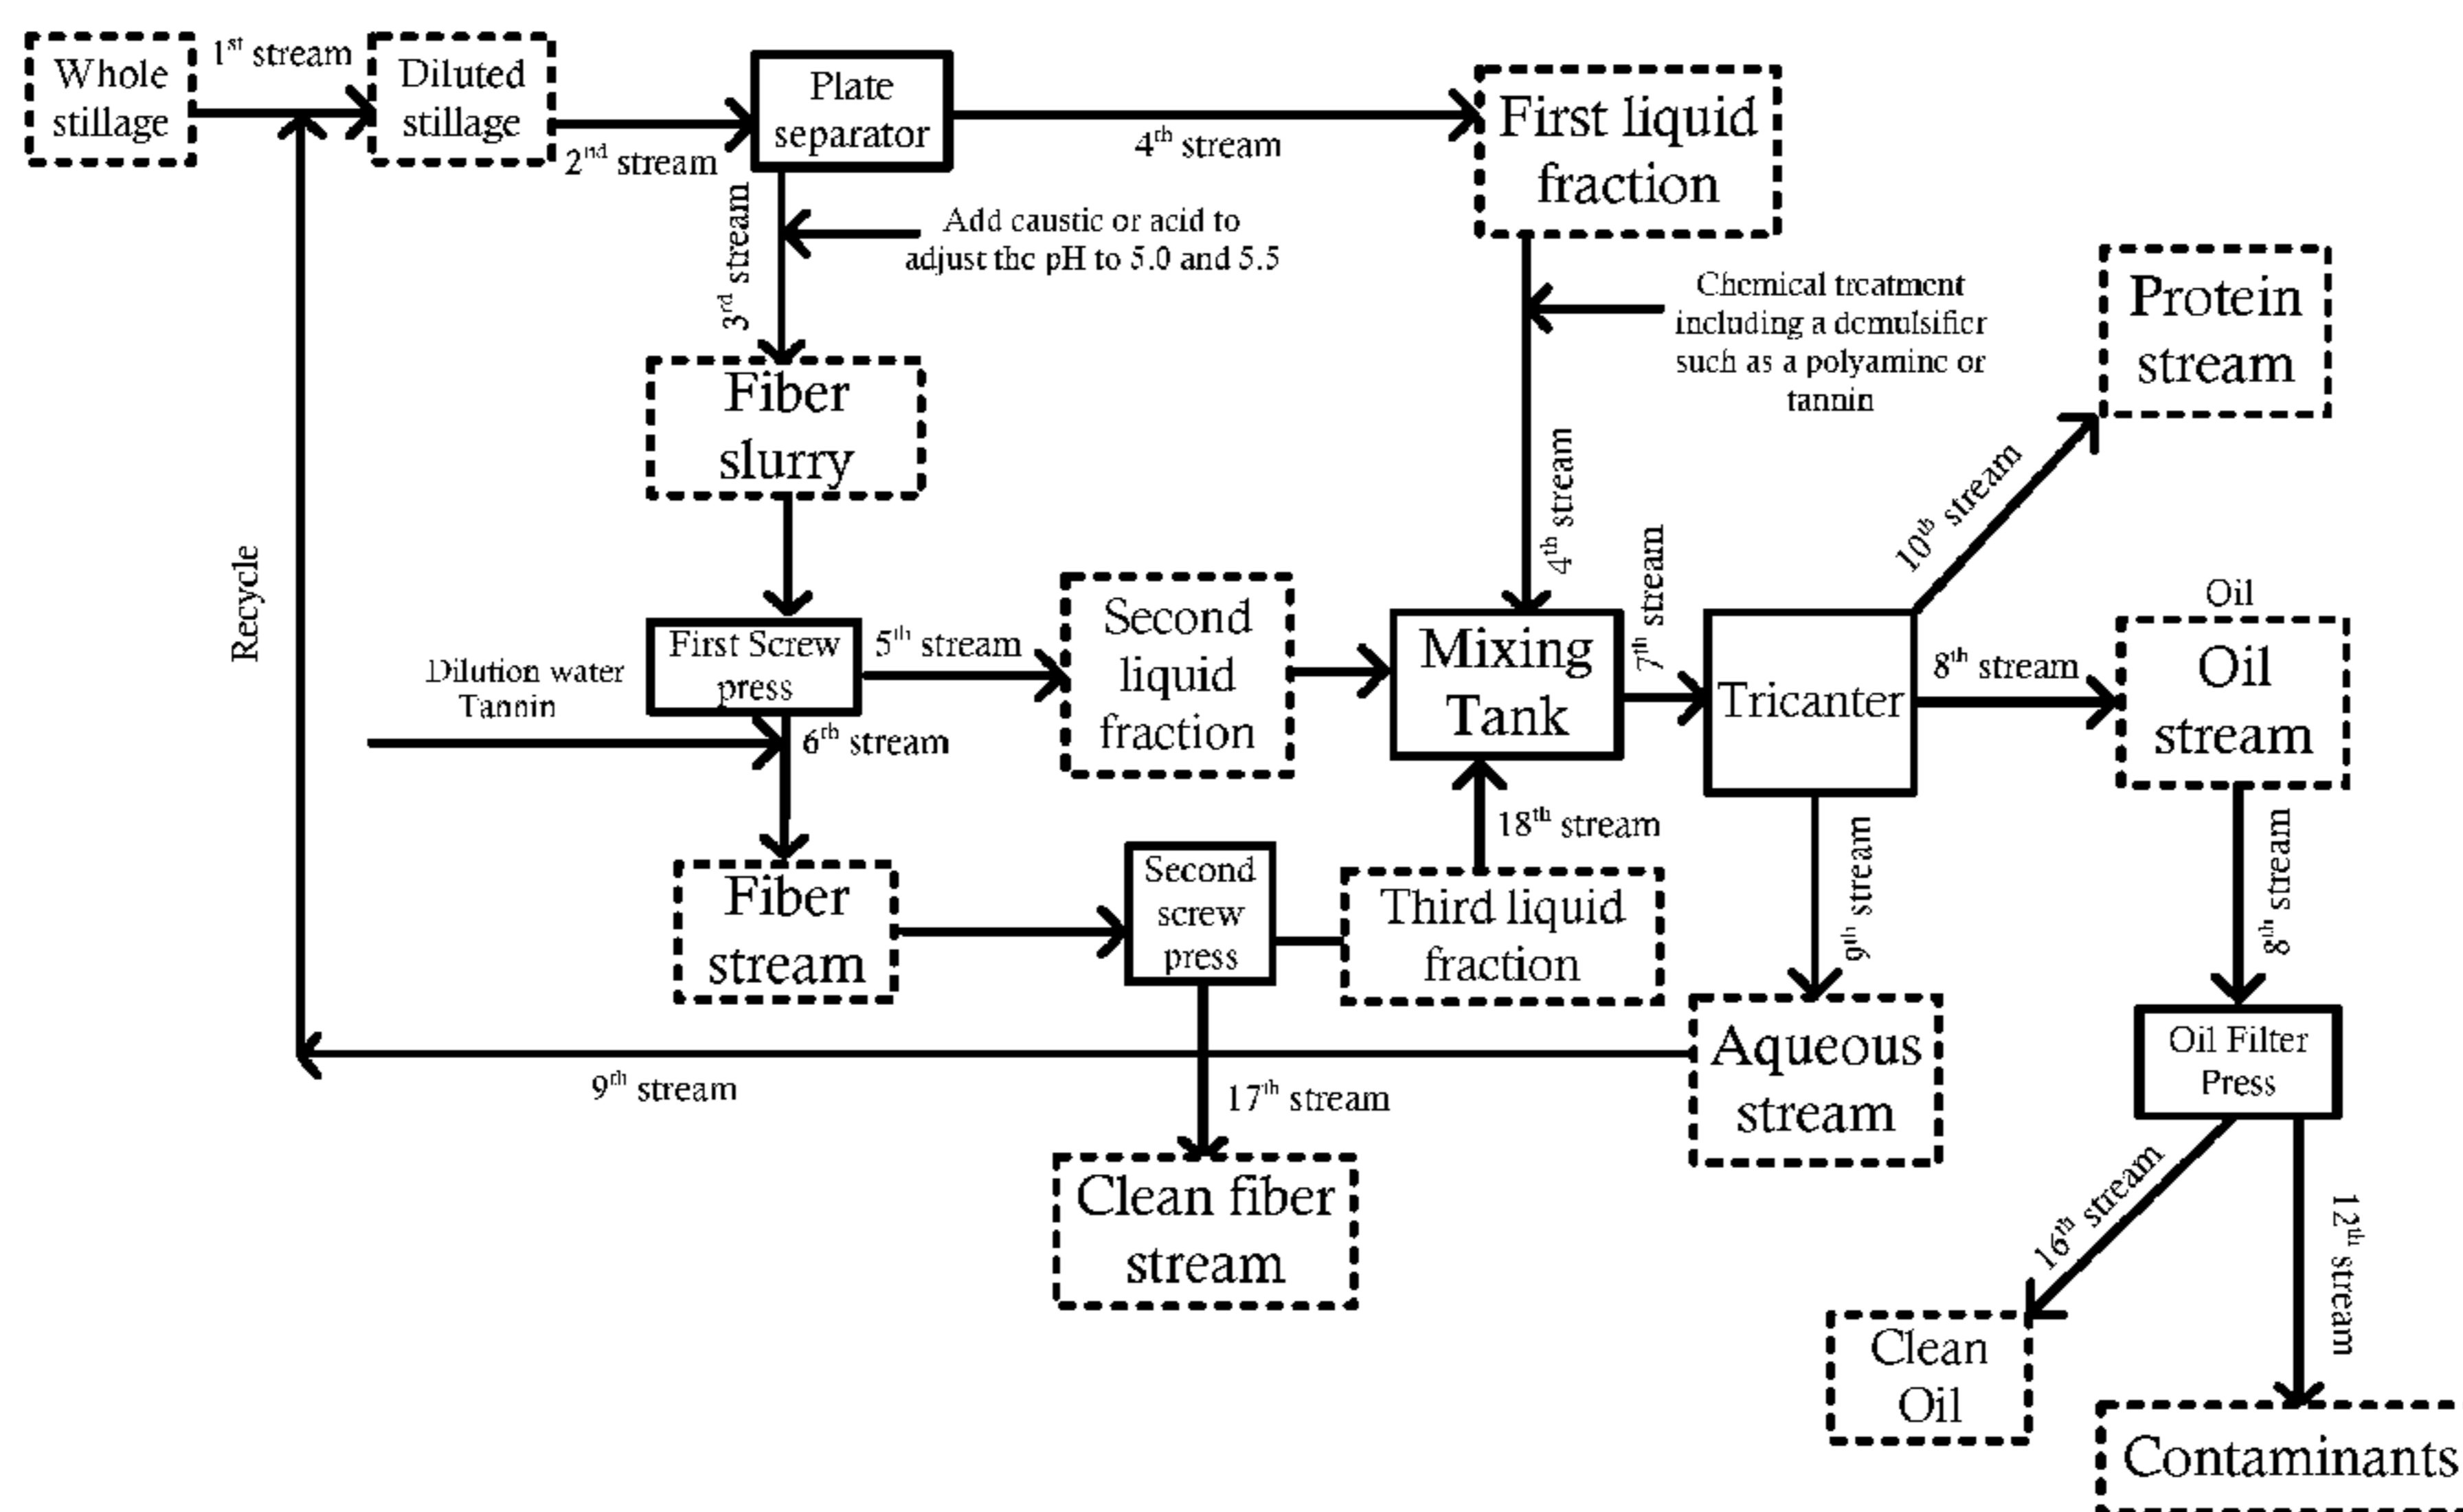 Whole
stillage
1st stream
Diluted
stillage
2nd stream
Plate
separator
4th stream
First liquid
fraction
3rd stream
Add caustic or acid to
adjust the pH to 5.0 and 5.5
Chemical treatment
including a demulsifier
such as a polyamine or
tannin
Protein
stream
Fiber
slurry
4th stream
10th stream
Recycle
7th stream
Dilution water
Tannin
First Screw
press
5th stream
6th stream
Second
liquid
fraction
Mixing
Tank
Tricanter
8th stream
Oil
Oil
stream
18th stream
9th stream
8th stream
Fiber
stream
Second
screw
press
Third liquid
fraction
9th stream
17th stream
Aqueous
stream
Oil Filter
Press
Clean fiber
stream
16th stream
12th stream
Clean
Oil
Contaminants